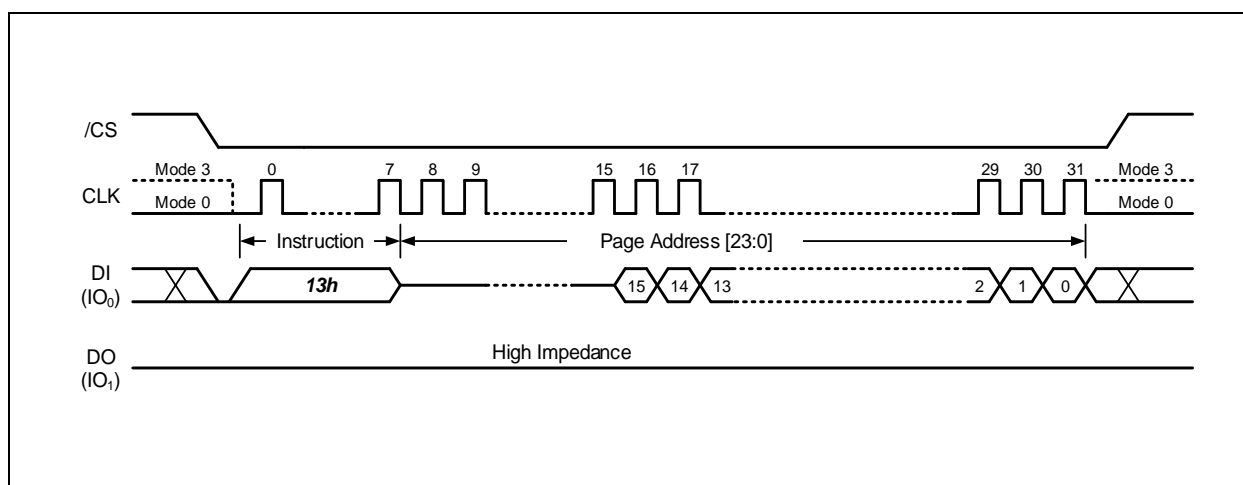 /CS
Mode 3 0 7 8 9 15 16 17 29 30 31 Mode 3
CLK
Mode 0 Mode 0
Instruction Page Address [23:0]
DI
(IO₀)
13h 15 14 13 2 1 0
High Impedance
DO
(IO₁)